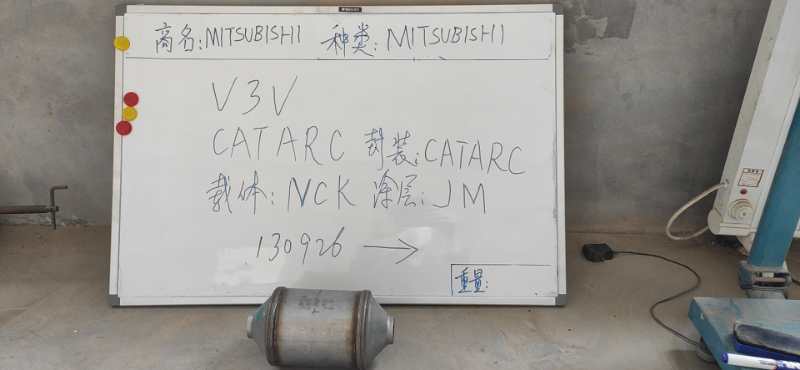 商名:MITSUBISHI 种类:MITSUBISHI
V3V
CATARC 封装:CATARC
载体:NCK 涂层:JM
130926 →
重量: